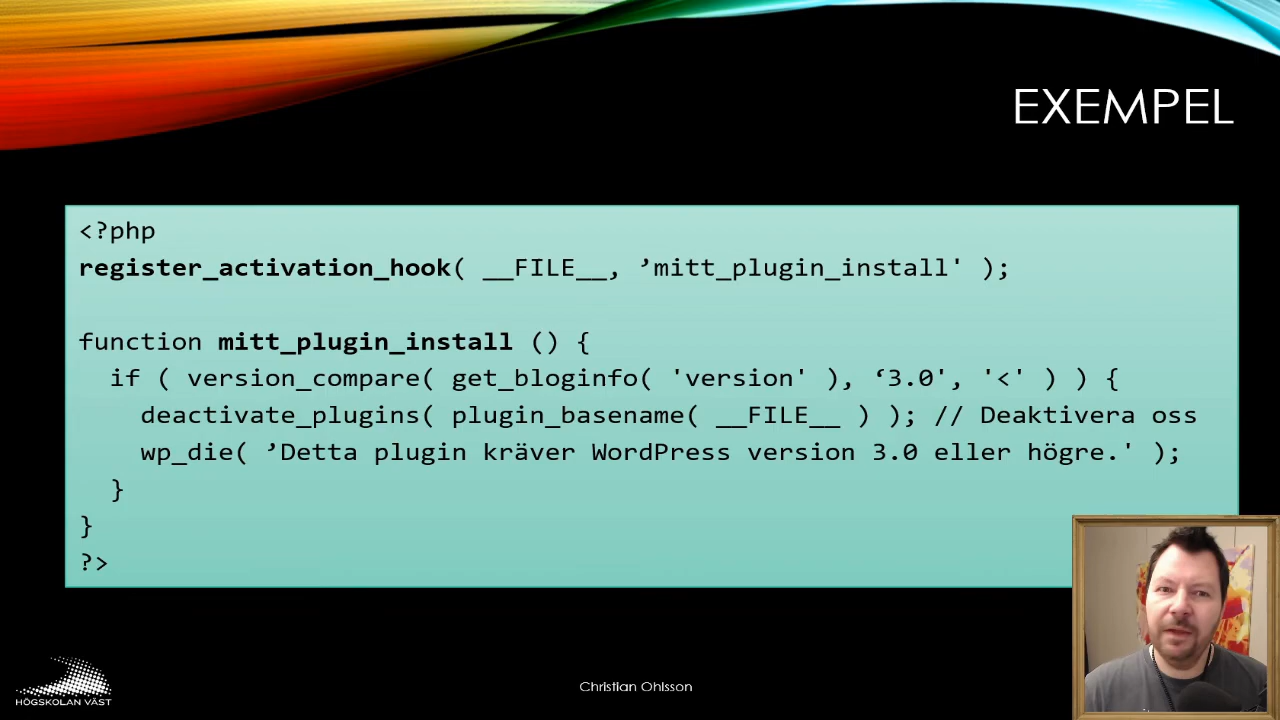 EXEMPEL
<?php
register_activation_hook( __FILE__, ’mitt_plugin_install' );
function mitt_plugin_install () {
  if ( version_compare( get_bloginfo( 'version' ), ‘3.0', '<' ) ) {
    deactivate_plugins( plugin_basename( __FILE__ ) ); // Deaktivera oss
    wp_die( ’Detta plugin kräver WordPress version 3.0 eller högre.' );
  }
}
?>
HÖGSKOLAN VÄST
Christian Ohlsson